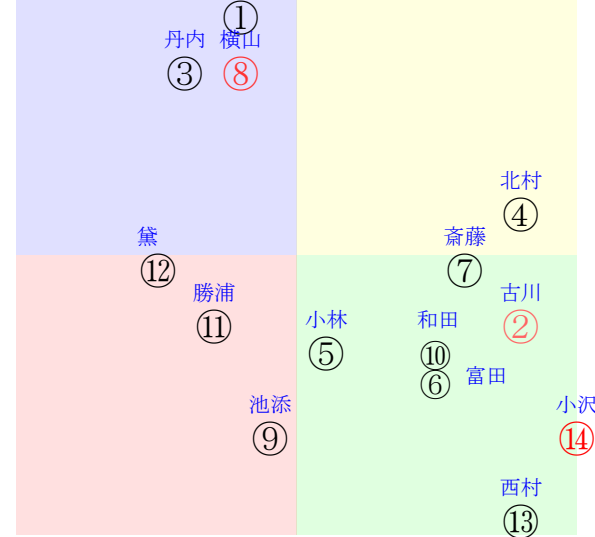 ①
丹内 横山
③ ⑧
北村
④
黛 斎藤
⑫ ⑦
勝浦 古川
⑪ ②
小林 和田
⑤ ⑩
富田
⑥
池添 小沢
⑨ ⑭
西村
⑬